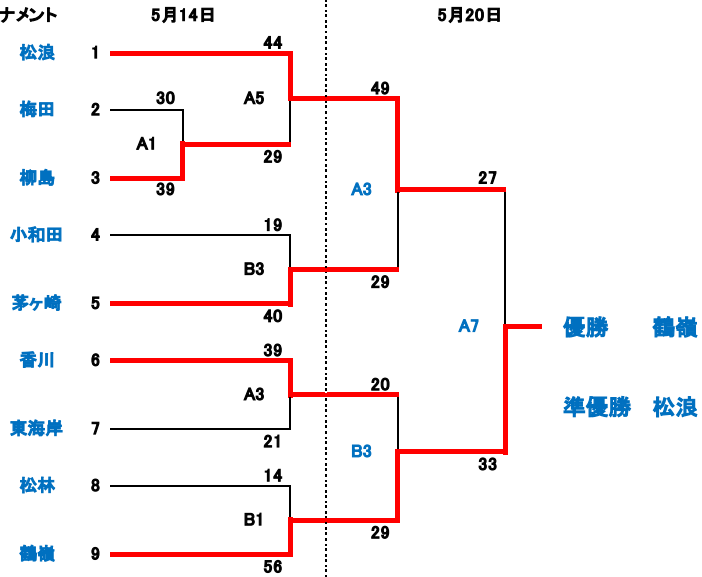 ナメント 5月14日 5月20日
松浪 1 44
49
梅田 2 30 A5
A1
柳島 3 39 29
A3 27
小和田 4 19
B3 29
茅ヶ崎 5 40
A7 優勝 鶴嶺
香川 6 39
A3 20
準優勝 松浪
東海岸 7 21
B3 33
松林 8 14
B1 29
鶴嶺 9 56